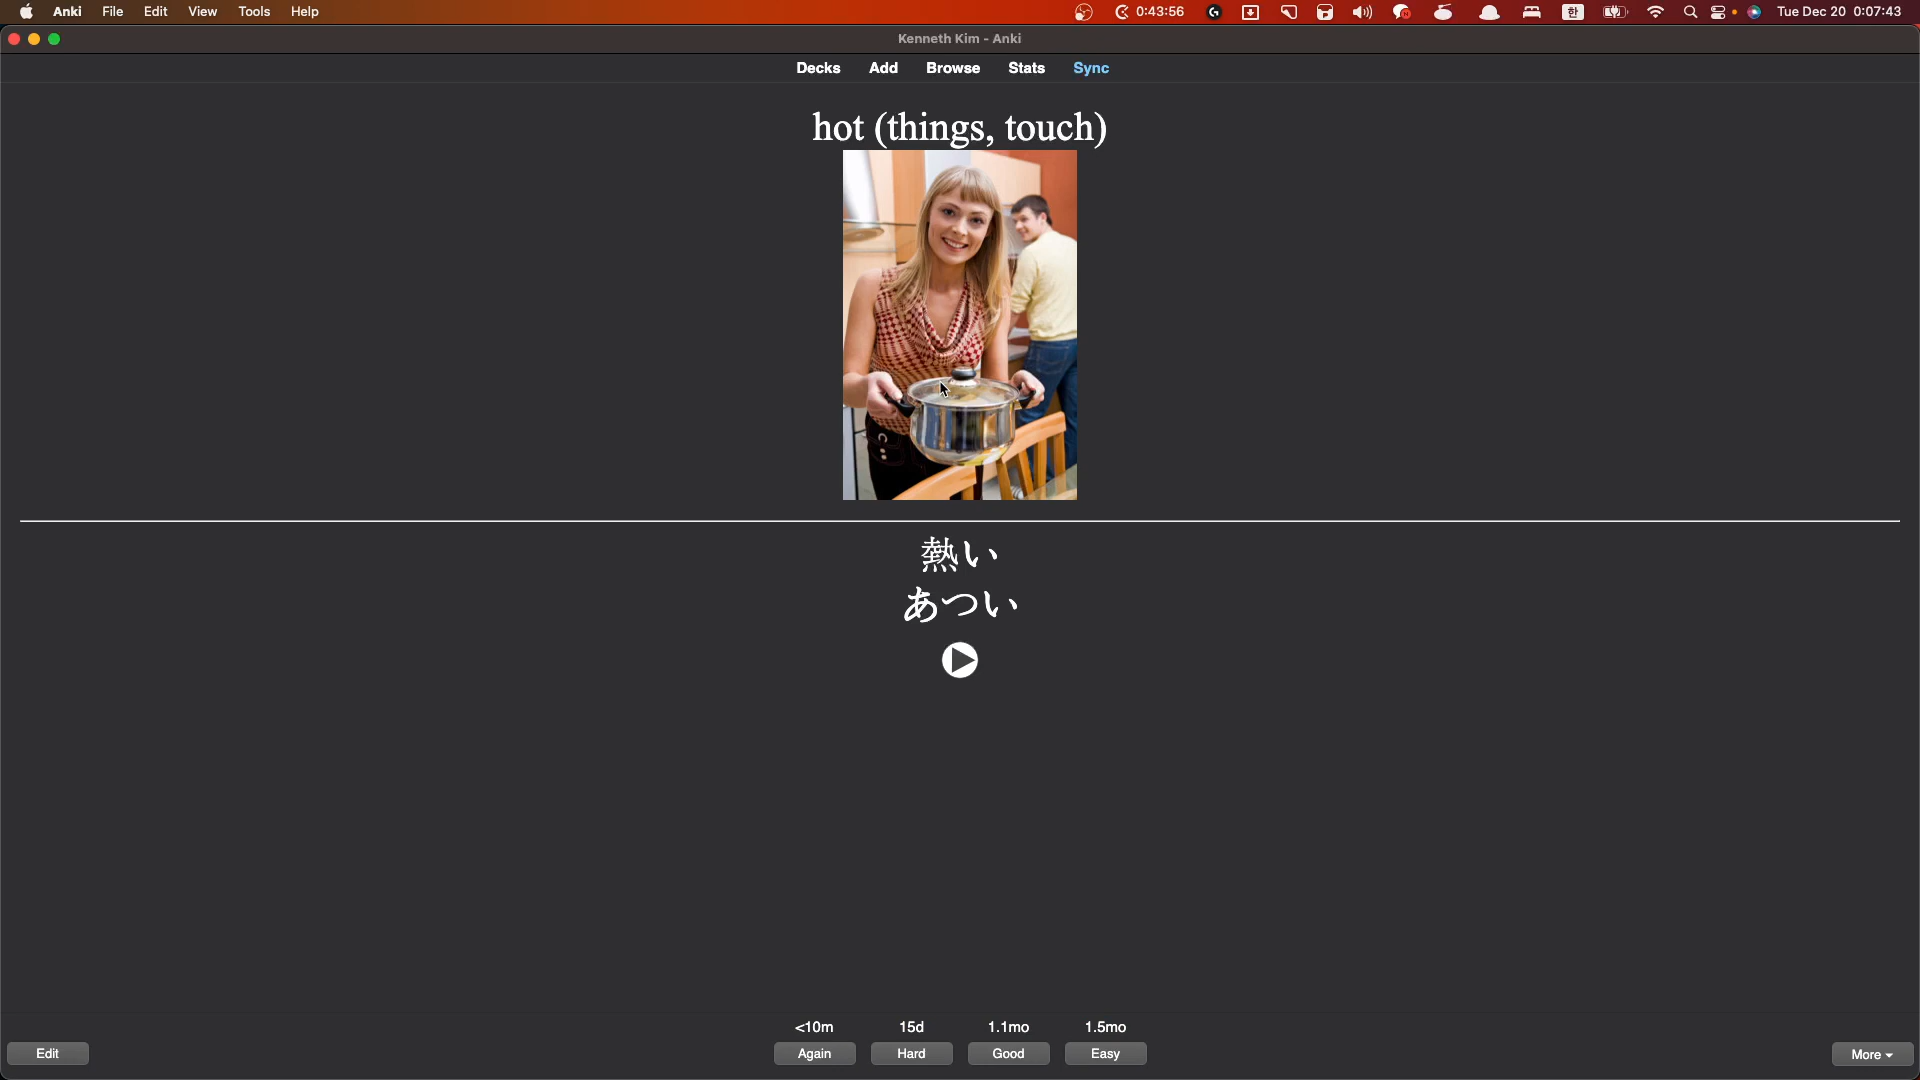 Anki File Edit View Tools Help 0:43:56 한 Tue Dec 20 0:07:43
Kenneth Kim - Anki
Decks Add Browse Stats Sync
hot (things, touch)
熱い
あつい
<10m 15d 1.1mo 1.5mo
Edit Again Hard Good Easy More